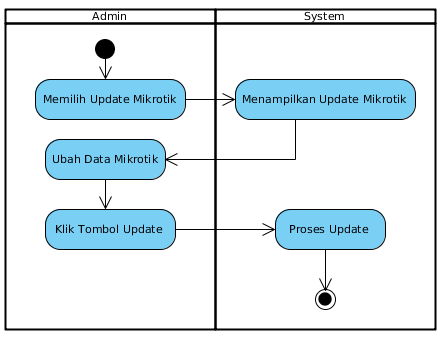 Admin
System
Memilih Update Mikrotik
Menampilkan Update Mikrotik
Ubah Data Mikrotik
Klik Tombol Update
Proses Update